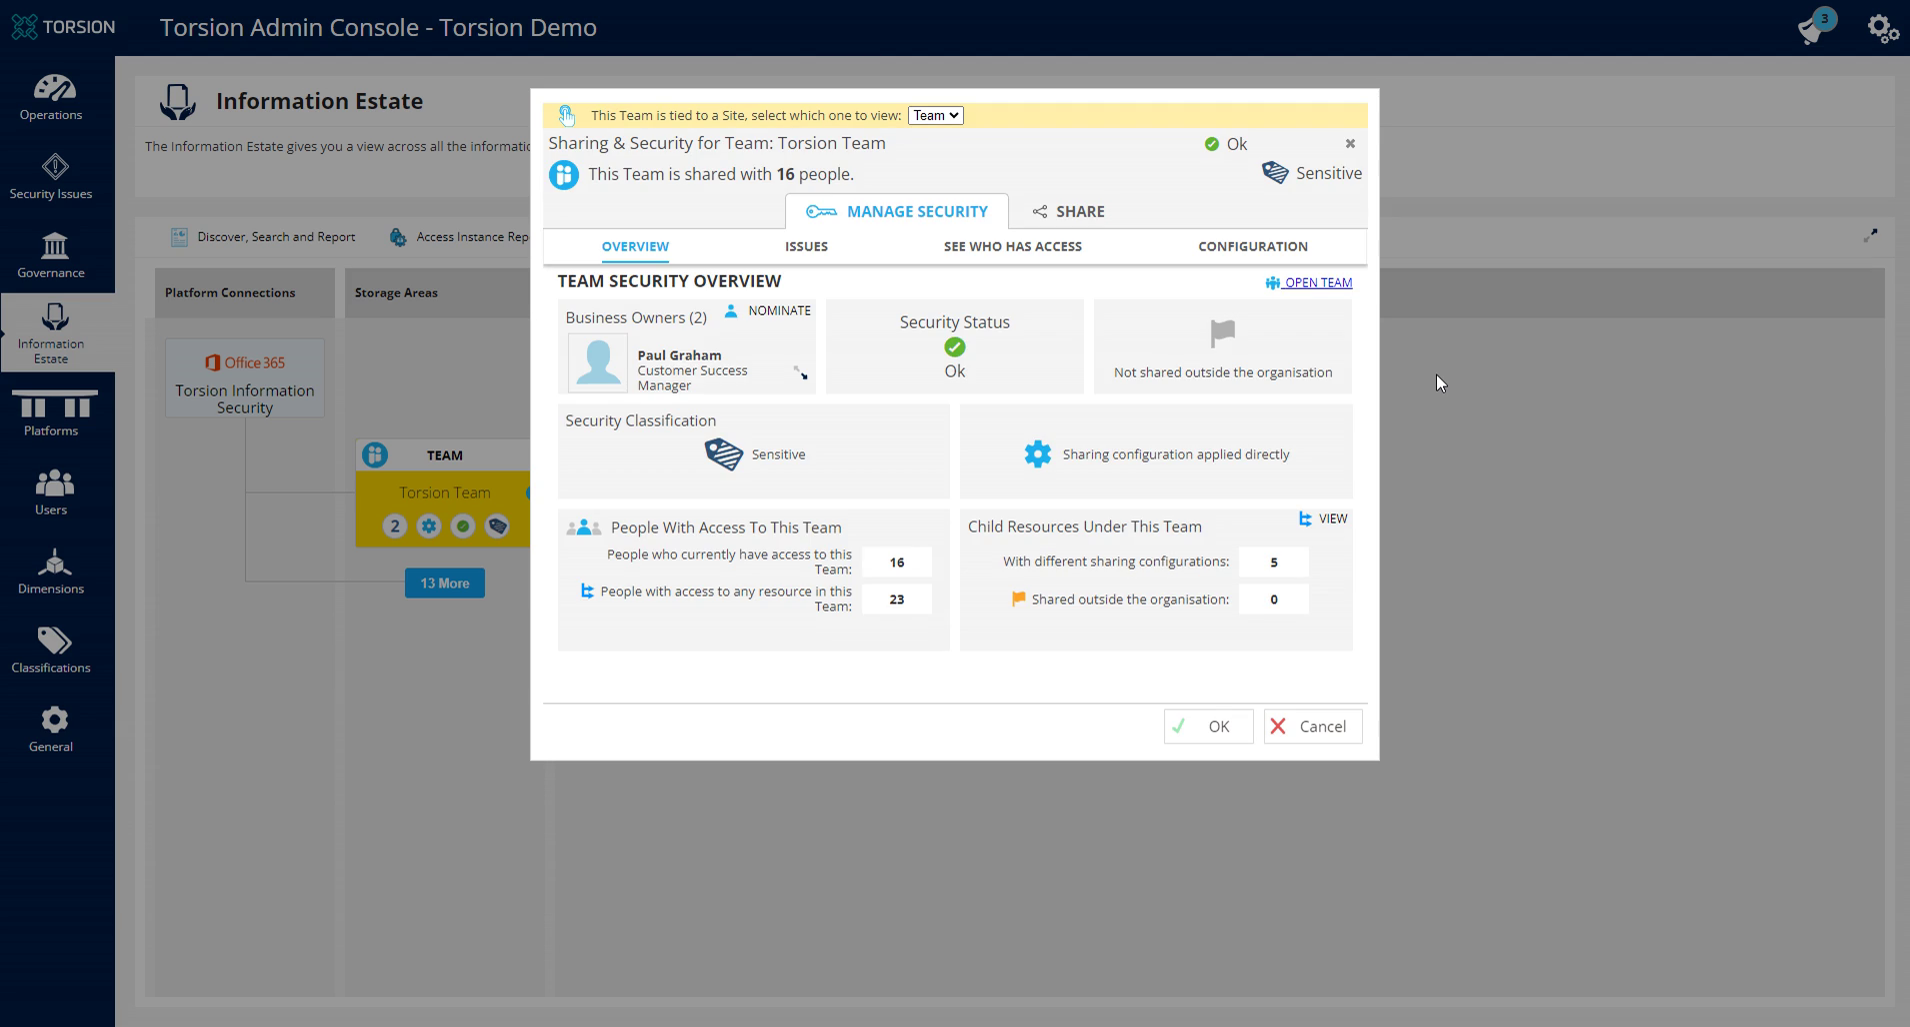 TORSION
Torsion Admin Console - Torsion Demo
3
Operations
Security Issues
Governance
Information
Estate
Platforms
Users
Dimensions
Classifications
General
Information Estate
The Information Estate gives you a view across all the
Discover, Search and Report
Access Instance
Platform Connections
Storage Areas
Office 365
Torsion Information
Security
TEAM
Torsion Team
2
13 More
This Team is tied to a Site, select which one to view: Team
Sharing & Security for Team: Torsion Team
Ok
This Team is shared with 16 people.
Sensitive
MANAGE SECURITY
SHARE
OVERVIEW
ISSUES
SEE WHO HAS ACCESS
CONFIGURATION
TEAM SECURITY OVERVIEW
OPEN TEAM
Business Owners (2)
NOMINATE
Paul Graham
Customer Success
Manager
Security Status
Ok
Not shared outside the organisation
Security Classification
Sensitive
Sharing configuration applied directly
People With Access To This Team
People who currently have access to this
Team:
16
People with access to any resource in this
Team:
23
Child Resources Under This Team
VIEW
With different sharing configurations:
5
Shared outside the organisation:
0
OK
Cancel